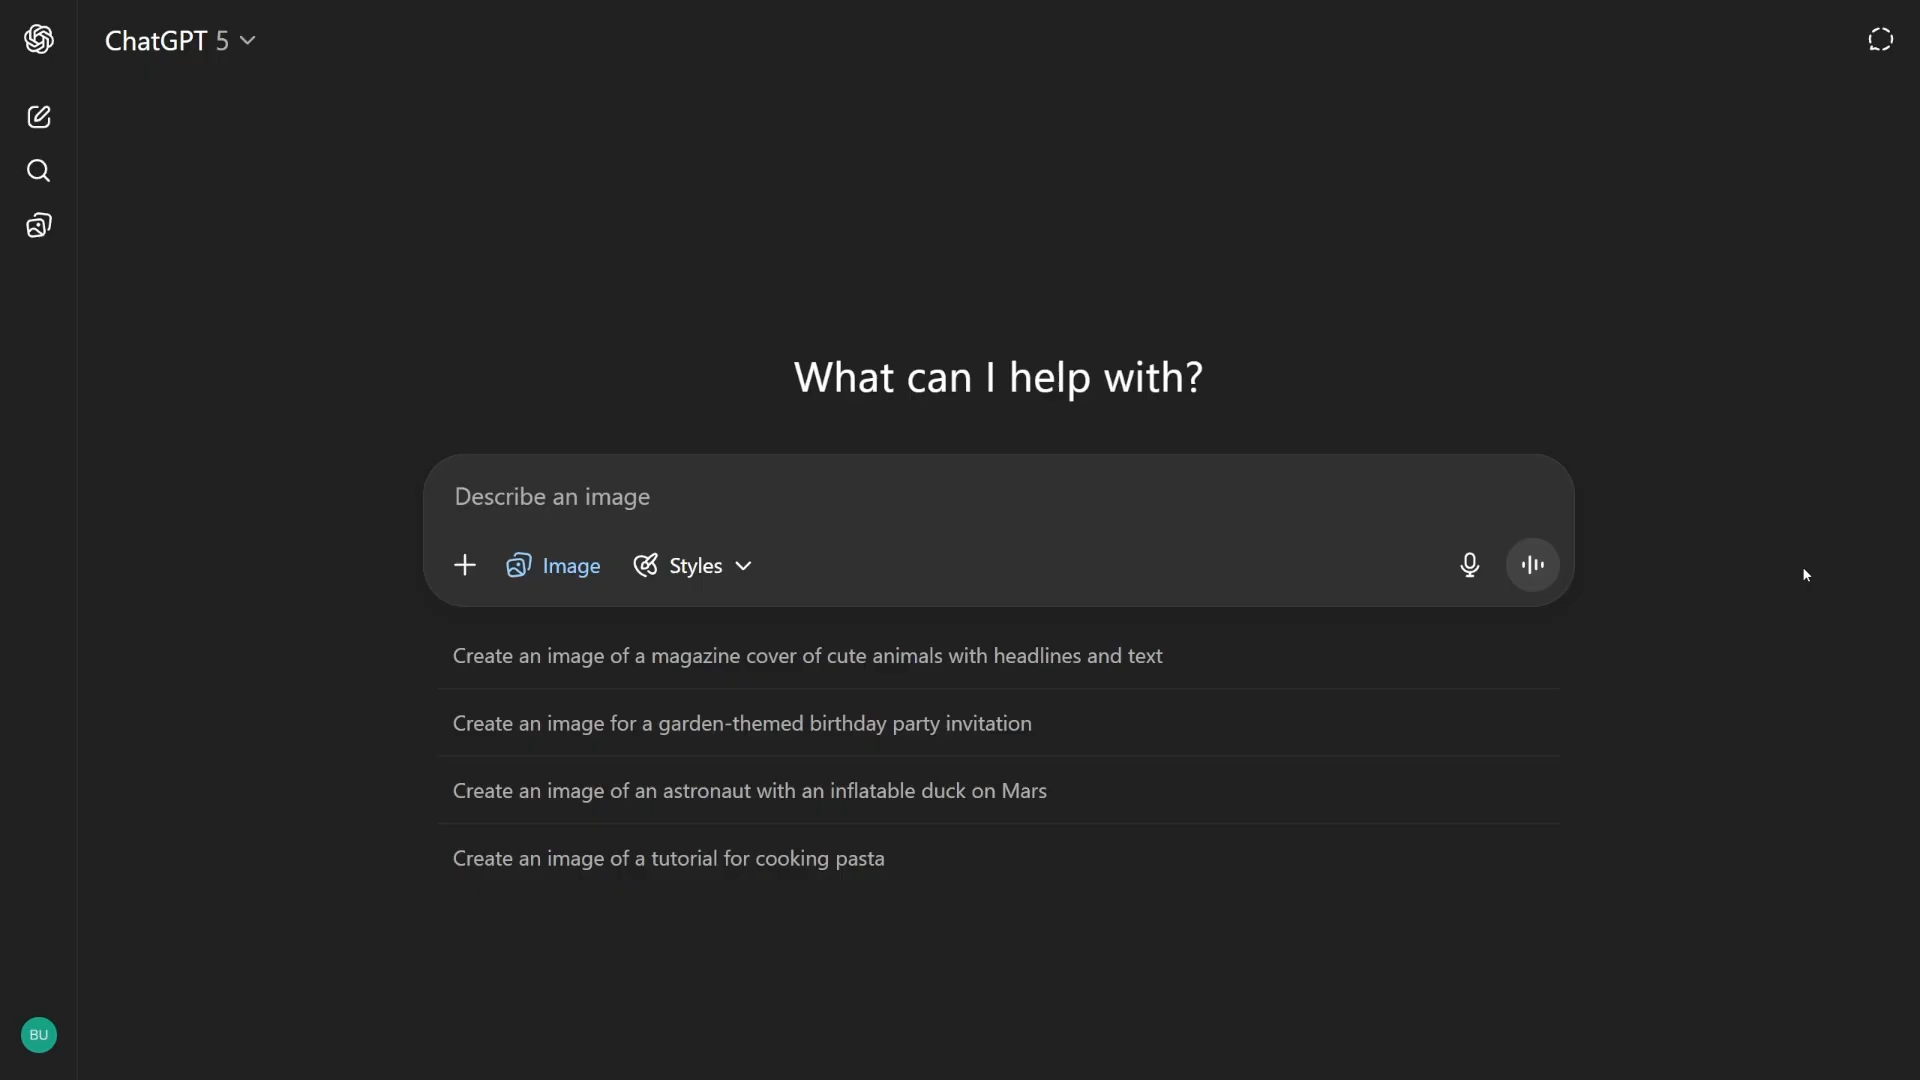 ChatGPT 5
What can I help with?
Describe an image
Image Styles
Create an image of a magazine cover of cute animals with headlines and text
Create an image for a garden-themed birthday party invitation
Create an image of an astronaut with an inflatable duck on Mars
Create an image of a tutorial for cooking pasta
BU